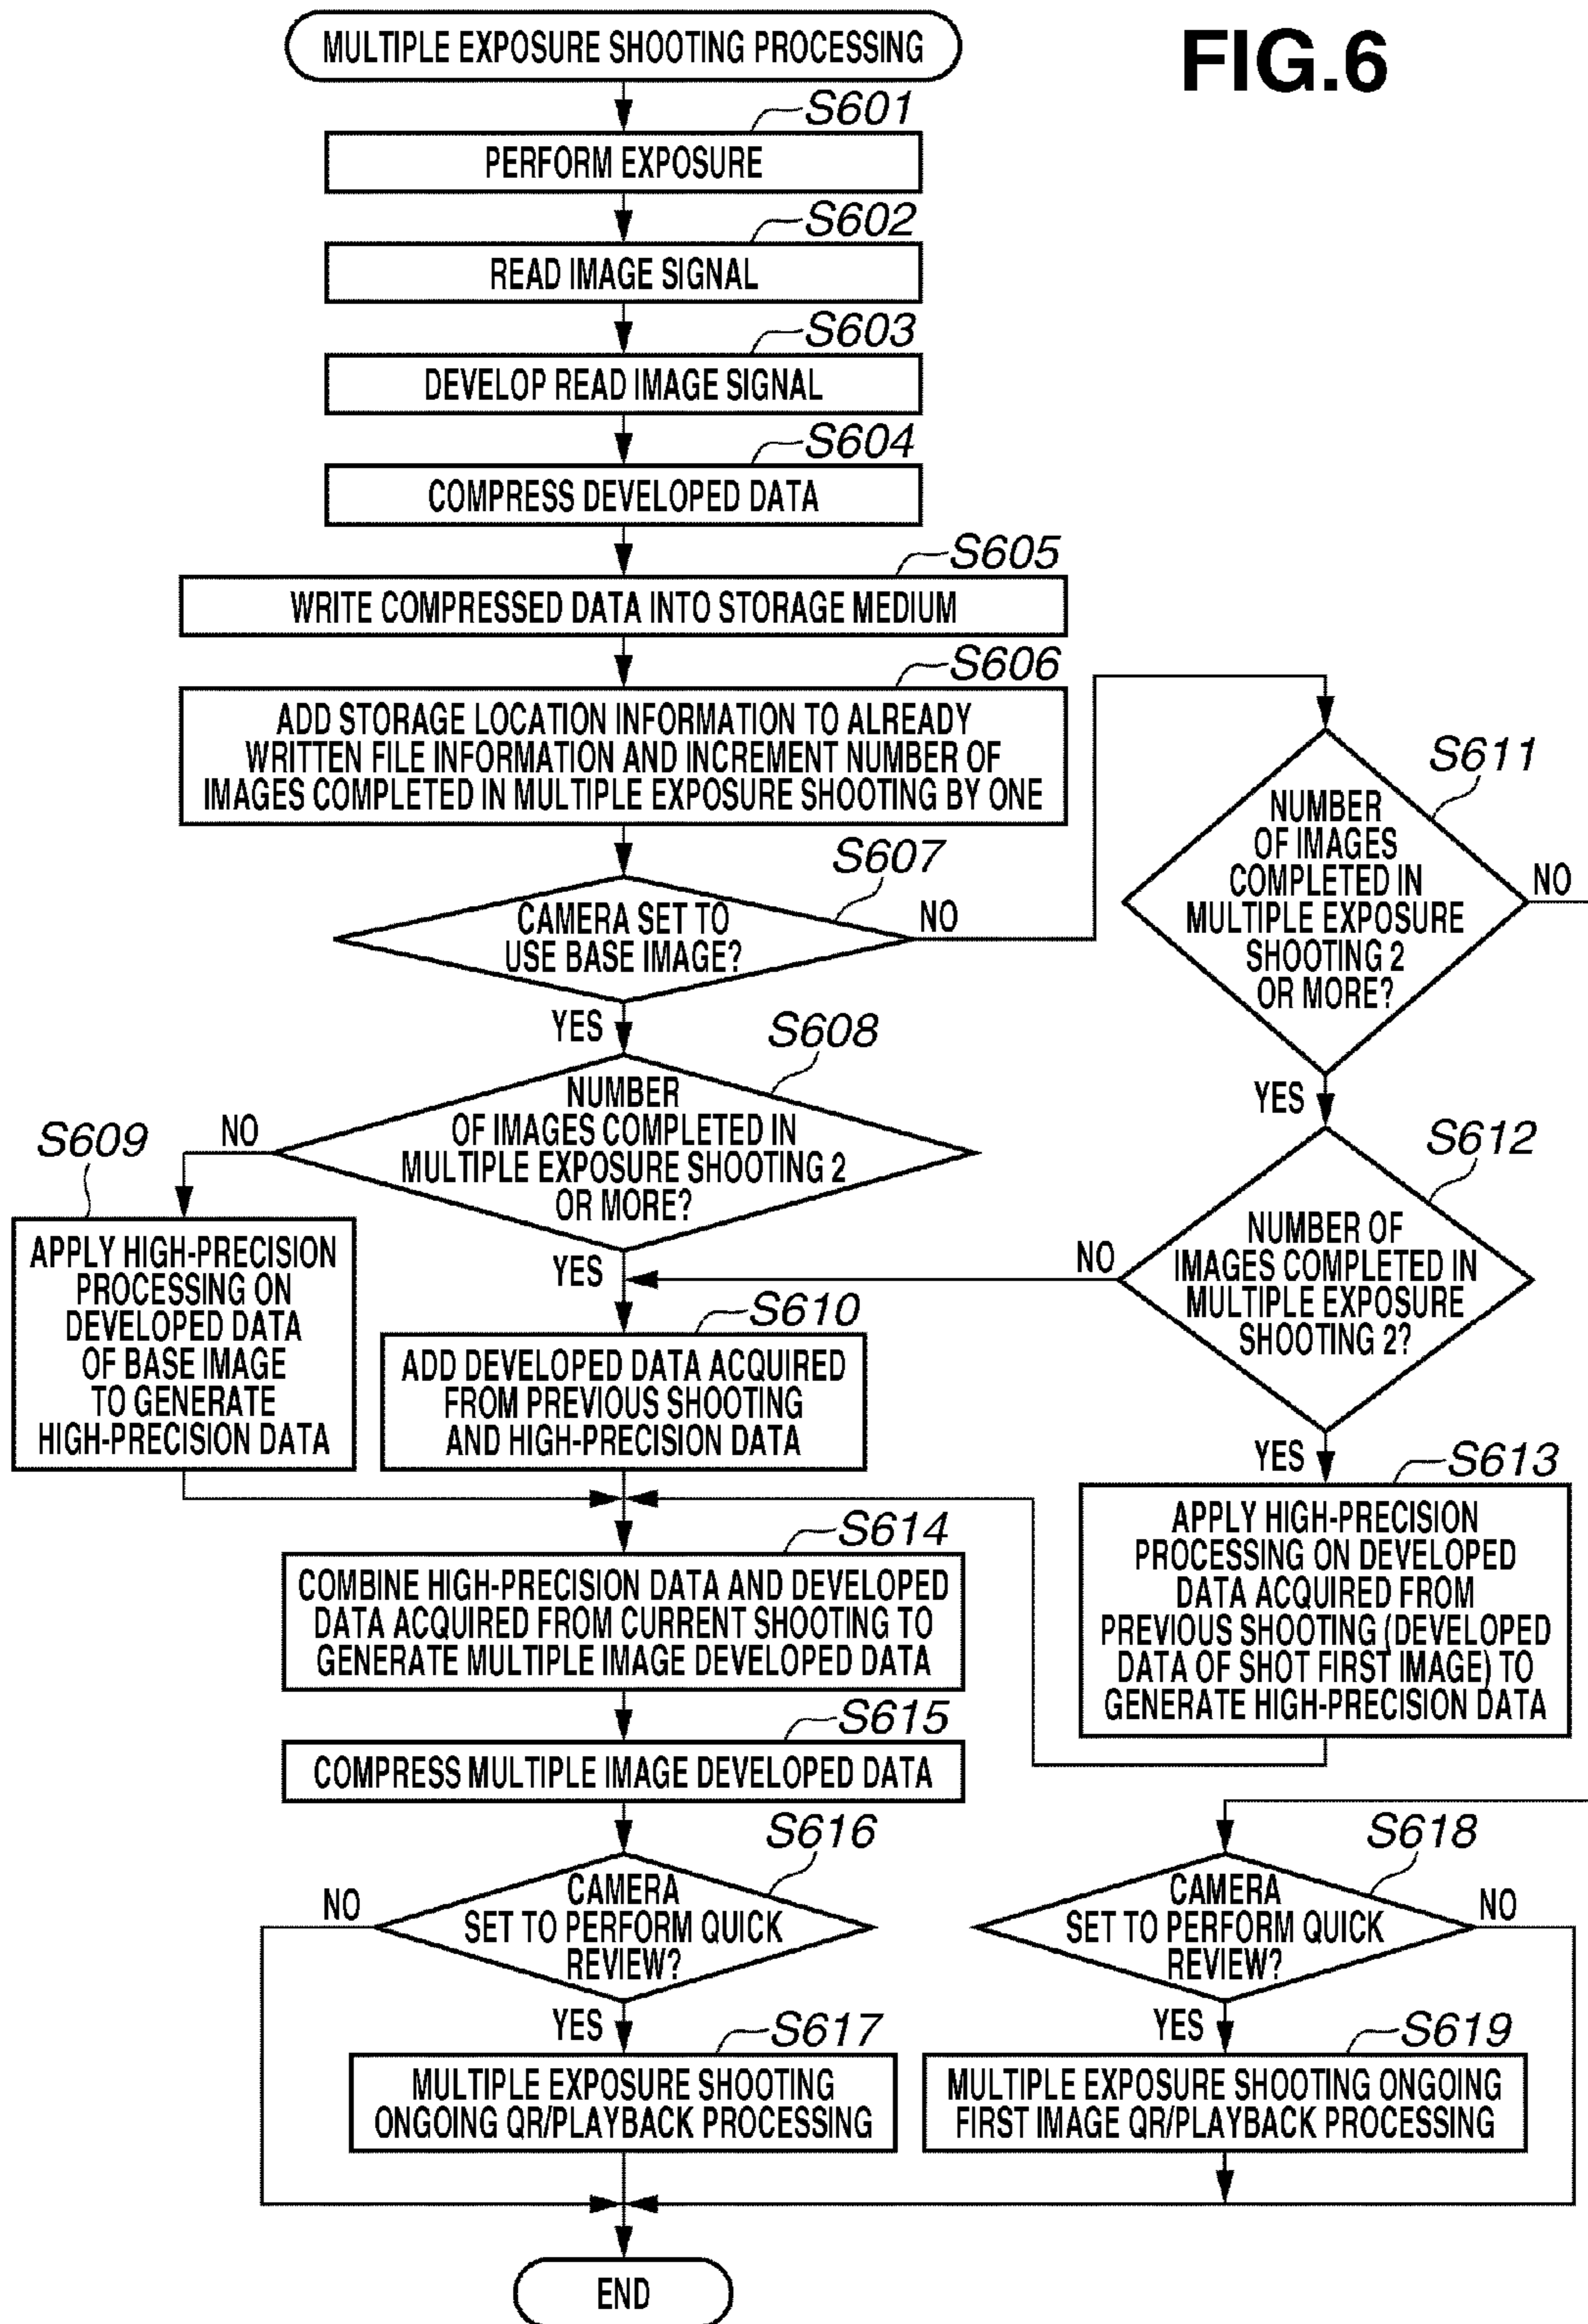 FIG.6
MULTIPLE EXPOSURE SHOOTING PROCESSING
S601
PERFORM EXPOSURE
S602
READ IMAGE SIGNAL
S603
DEVELOP READ IMAGE SIGNAL
S604
COMPRESS DEVELOPED DATA
S605
WRITE COMPRESSED DATA INTO STORAGE MEDIUM
S606
ADD STORAGE LOCATION INFORMATION TO ALREADY
WRITTEN FILE INFORMATION AND INCREMENT NUMBER OF
IMAGES COMPLETED IN MULTIPLE EXPOSURE SHOOTING BY ONE
S607
CAMERA SET TO
USE BASE IMAGE?
NO
YES
S608
NUMBER
OF IMAGES COMPLETED IN
MULTIPLE EXPOSURE SHOOTING 2
OR MORE?
NO
YES
S609
APPLY HIGH-PRECISION
PROCESSING ON
DEVELOPED DATA
OF BASE IMAGE
TO GENERATE
HIGH-PRECISION DATA
S610
ADD DEVELOPED DATA ACQUIRED
FROM PREVIOUS SHOOTING
AND HIGH-PRECISION DATA
S611
NUMBER
OF IMAGES
COMPLETED IN
MULTIPLE EXPOSURE
SHOOTING 2
OR MORE?
NO
YES
S612
NUMBER OF
IMAGES COMPLETED IN
MULTIPLE EXPOSURE
SHOOTING 2?
NO
YES
S613
APPLY HIGH-PRECISION
PROCESSING ON DEVELOPED
DATA ACQUIRED FROM
PREVIOUS SHOOTING (DEVELOPED
DATA OF SHOT FIRST IMAGE) TO
GENERATE HIGH-PRECISION DATA
S614
COMBINE HIGH-PRECISION DATA AND DEVELOPED
DATA ACQUIRED FROM CURRENT SHOOTING TO
GENERATE MULTIPLE IMAGE DEVELOPED DATA
S615
COMPRESS MULTIPLE IMAGE DEVELOPED DATA
S616
CAMERA
SET TO PERFORM QUICK
REVIEW?
NO
YES
S617
MULTIPLE EXPOSURE SHOOTING
ONGOING QR/PLAYBACK PROCESSING
S618
CAMERA
SET TO PERFORM QUICK
REVIEW?
NO
YES
S619
MULTIPLE EXPOSURE SHOOTING ONGOING
FIRST IMAGE QR/PLAYBACK PROCESSING
END